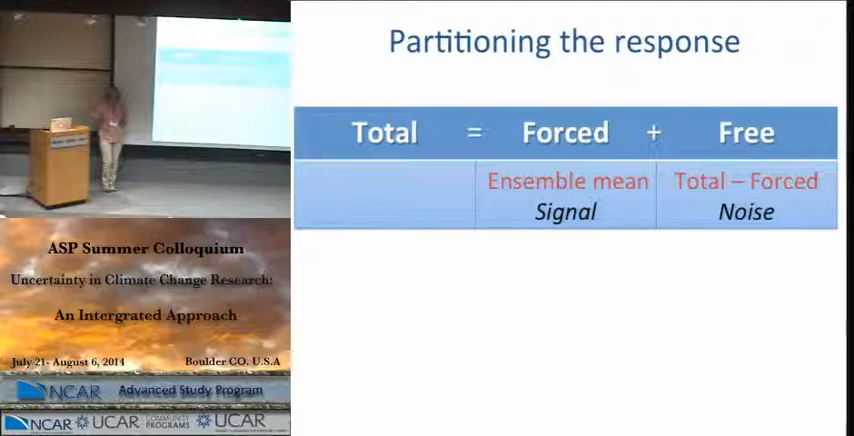 Partitioning the response
Total = Forced + Free
Ensemble mean Total – Forced
Signal Noise
ASP Summer Colloquium
Uncertainty in Climate Change Research:
An Intergrated Approach
July 21- August 6, 2014 Boulder CO. U.S.A
NCAR Advanced Study Program
NCAR UCAR COMMUNITY PROGRAMS UCAR